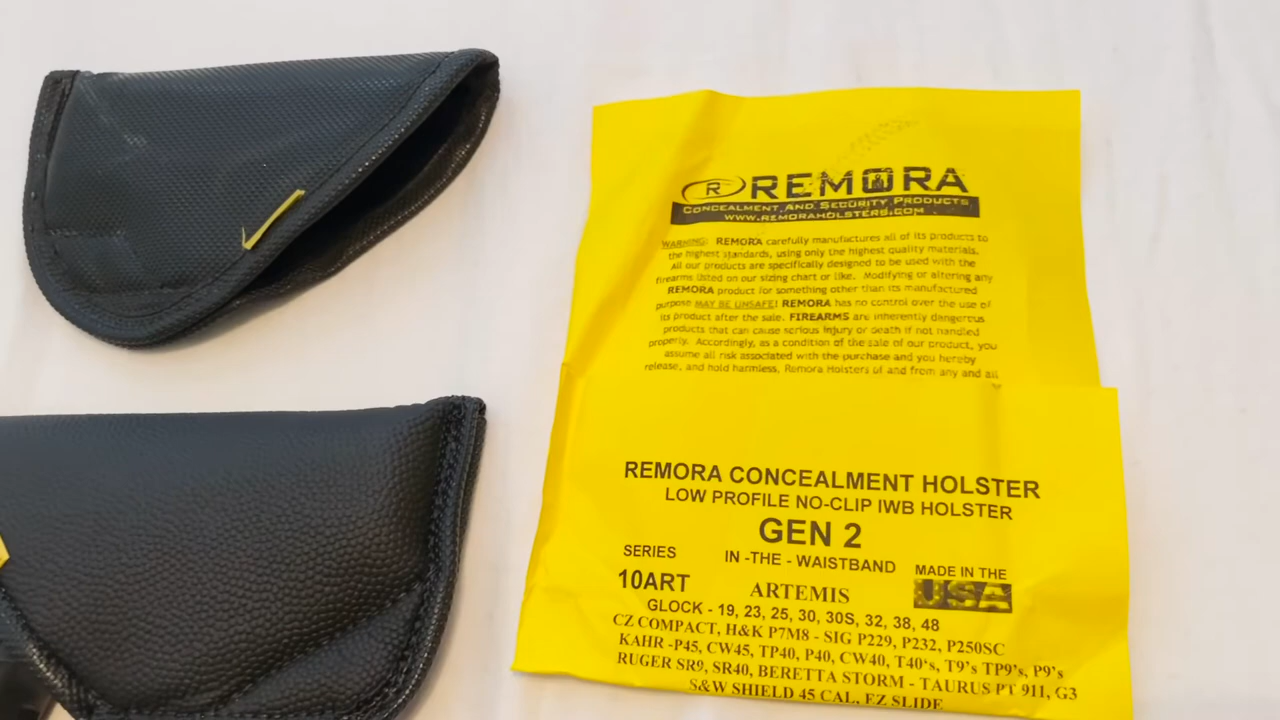 R REMORA
CONCEALMENT AND SECURITY PRODUCTS
WWW.REMORAHOLSTERS.COM
WARNING: REMORA carefully manufactures all of its products to
the highest standards, using only the highest quality materials.
All our products are specifically designed to be used with the
firearms listed on our sizing chart or like. Modifying or altering any
REMORA product for something other than its manufactured
purpose MAY BE UNSAFE! REMORA has no control over the use of
its product after the sale. FIREARMS are inherently dangerous
products that can cause serious injury or death if not handled
properly. Accordingly, as a condition of the sale of our product, you
assume all risk associated with the purchase and you hereby
release, and hold harmless, Remora Holsters of and from any and all
REMORA CONCEALMENT HOLSTER
LOW PROFILE NO-CLIP IWB HOLSTER
GEN 2
SERIES IN -THE - WAISTBAND MADE IN THE
10ART ARTEMIS USA
GLOCK - 19, 23, 25, 30, 30S, 32, 38, 48
CZ COMPACT, H&K P7M8 - SIG P229, P232, P250SC
KAHR -P45, CW45, TP40, P40, CW40, T40's, T9's TP9's, P9's
RUGER SR9, SR40, BERETTA STORM - TAURUS PT 911, G3
S&W SHIELD 45 CAL, EZ SLIDE